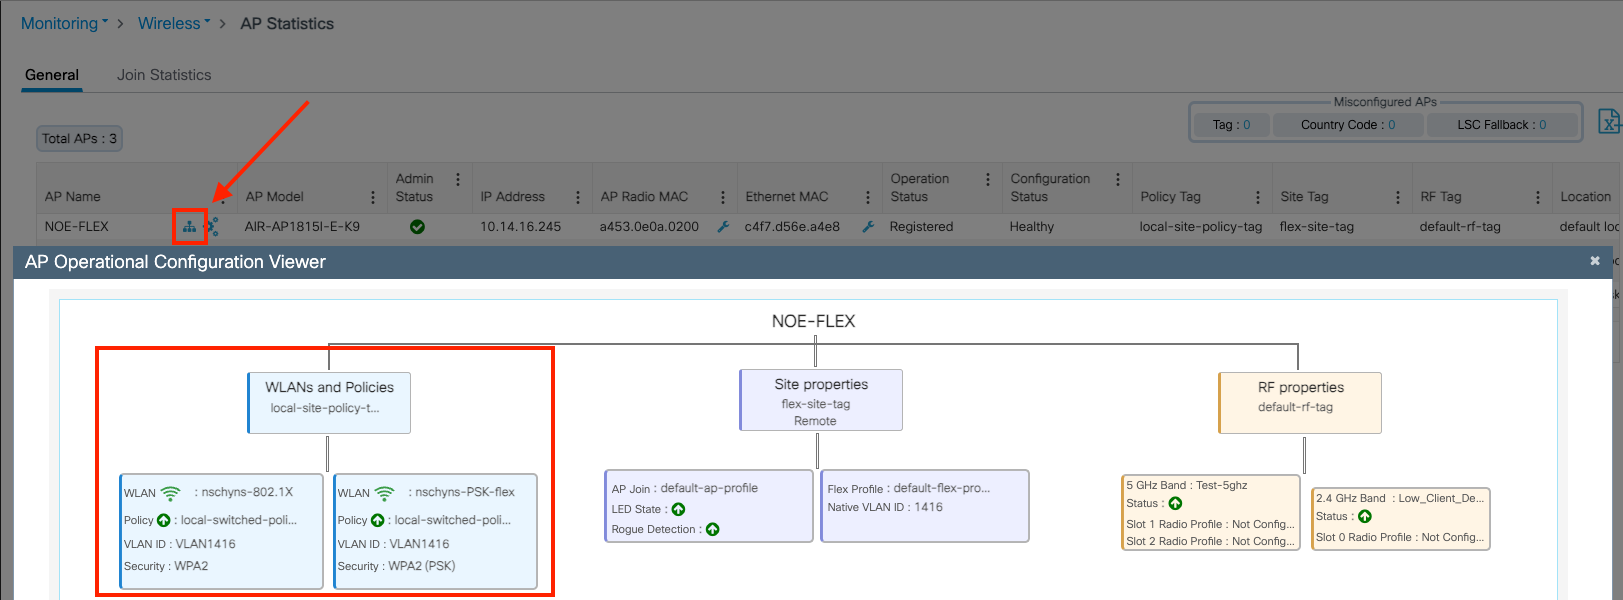 Monitoring > Wireless > AP Statistics
General Join Statistics
Misconfigured APs
Total APs : 3 Tag : 0 Country Code : 0 LSC Fallback : 0
AP Name AP Model Admin Status IP Address AP Radio MAC Ethernet MAC Operation Status Configuration Status Policy Tag Site Tag RF Tag Location
NOE-FLEX AIR-AP1815I-E-K9 10.14.16.245 a453.0e0a.0200 c4f7.d56e.a4e8 Registered Healthy local-site-policy-tag flex-site-tag default-rf-tag default loc
AP Operational Configuration Viewer
NOE-FLEX
WLANs and Policies
local-site-policy-t...
WLAN : nschyns-802.1X
Policy : local-switched-poli...
VLAN ID : VLAN1416
Security : WPA2
WLAN : nschyns-PSK-flex
Policy : local-switched-poli...
VLAN ID : VLAN1416
Security : WPA2 (PSK)
Site properties
flex-site-tag
Remote
AP Join : default-ap-profile
LED State :
Rogue Detection :
Flex Profile : default-flex-pro...
Native VLAN ID : 1416
RF properties
default-rf-tag
5 GHz Band : Test-5ghz
Status :
Slot 1 Radio Profile : Not Config...
Slot 2 Radio Profile : Not Config...
2.4 GHz Band : Low_Client_De...
Status :
Slot 0 Radio Profile : Not Config...